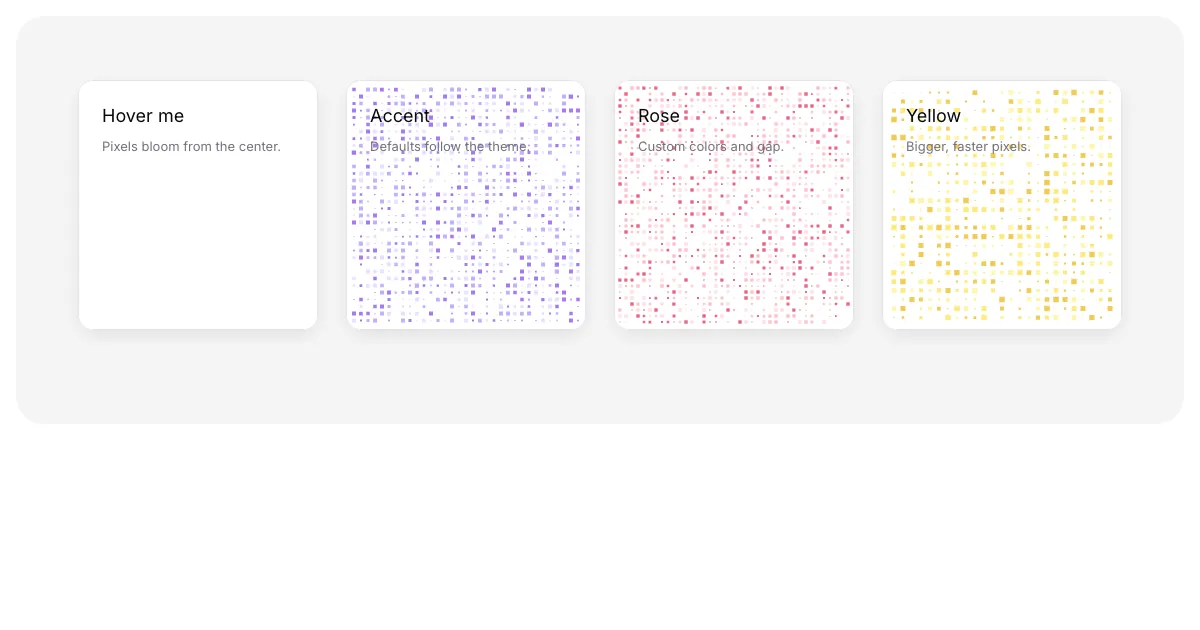 Hover me
Pixels bloom from the center.
Accent
Defaults follow the theme.
Rose
Custom colors and gap.
Yellow
Bigger, faster pixels.